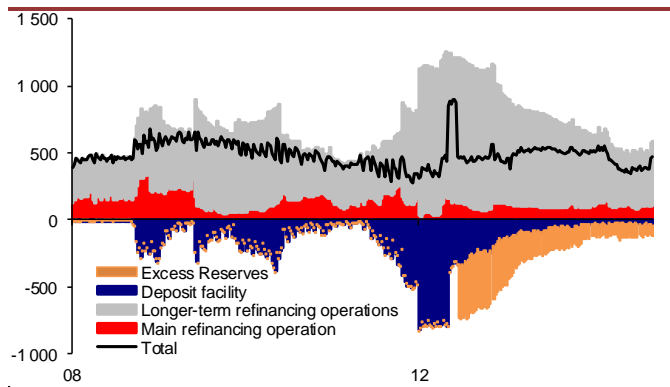 1 500
1 000
500
0
-500
-1 000
Excess Reserves
Deposit facility
Longer-term refinancing operations
Main refinancing operation
Total
08
12